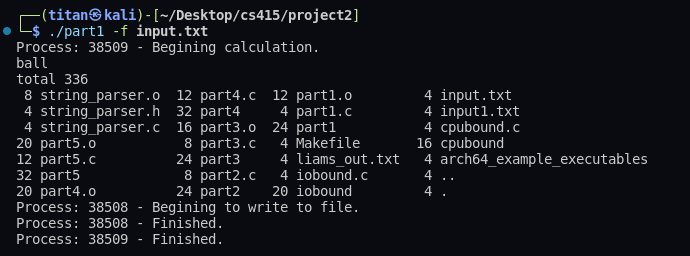 ┌──(titan㉿kali)-[~/Desktop/cs415/project2]
└─$ ./part1 -f input.txt
Process: 38509 - Begining calculation.
ball
total 336
 8 string_parser.o  12 part4.c  12 part1.o         4 input.txt
 4 string_parser.h  32 part4     4 part1.c         4 input1.txt
 4 string_parser.c  16 part3.o  24 part1           4 cpubound.c
20 part5.o           8 part3.c   4 Makefile       16 cpubound
12 part5.c          24 part3     4 liams_out.txt   4 arch64_example_executables
32 part5             8 part2.c   4 iobound.c       4 ..
20 part4.o          24 part2    20 iobound         4 .
Process: 38508 - Begining to write to file.
Process: 38508 - Finished.
Process: 38509 - Finished.